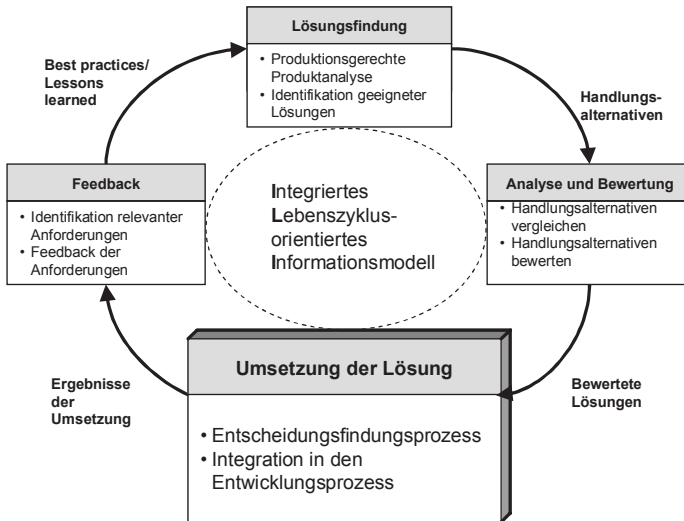 Lösungsfindung
• Produktionsgerechte
Produktanalyse
• Identifikation geeigneter
Lösungen
Best practices/
Lessons
learned
Handlungs-
alternativen
Feedback
• Identifikation relevanter
Anforderungen
• Feedback der
Anforderungen
Integriertes
Lebenszyklus-
orientiertes
Informationsmodell
Analyse und Bewertung
• Handlungsalternativen
vergleichen
• Handlungsalternativen
bewerten
Umsetzung der Lösung
• Entscheidungsfindungsprozess
• Integration in den
Entwicklungsprozess
Ergebnisse
der
Umsetzung
Bewertete
Lösungen